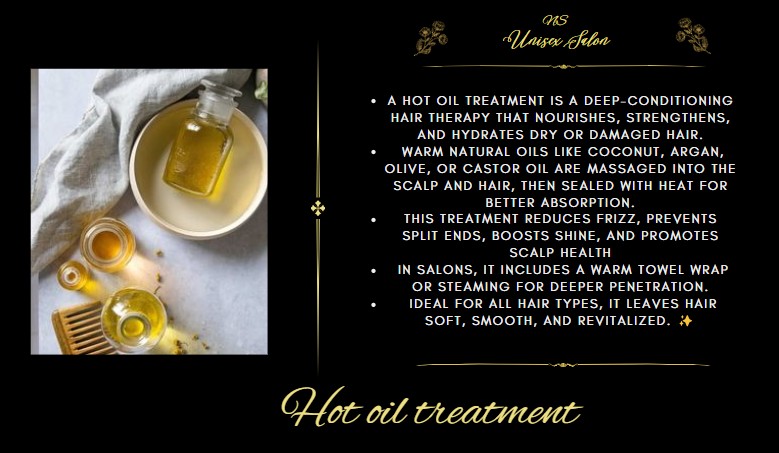 NS
Unisex Salon
• A HOT OIL TREATMENT IS A DEEP-CONDITIONING
HAIR THERAPY THAT NOURISHES, STRENGTHENS,
AND HYDRATES DRY OR DAMAGED HAIR.
• WARM NATURAL OILS LIKE COCONUT, ARGAN,
OLIVE, OR CASTOR OIL ARE MASSAGED INTO THE
SCALP AND HAIR, THEN SEALED WITH HEAT FOR
BETTER ABSORPTION.
• THIS TREATMENT REDUCES FRIZZ, PREVENTS
SPLIT ENDS, BOOSTS SHINE, AND PROMOTES
SCALP HEALTH
• IN SALONS, IT INCLUDES A WARM TOWEL WRAP
OR STEAMING FOR DEEPER PENETRATION.
• IDEAL FOR ALL HAIR TYPES, IT LEAVES HAIR
SOFT, SMOOTH, AND REVITALIZED. ✨
Hot oil treatment